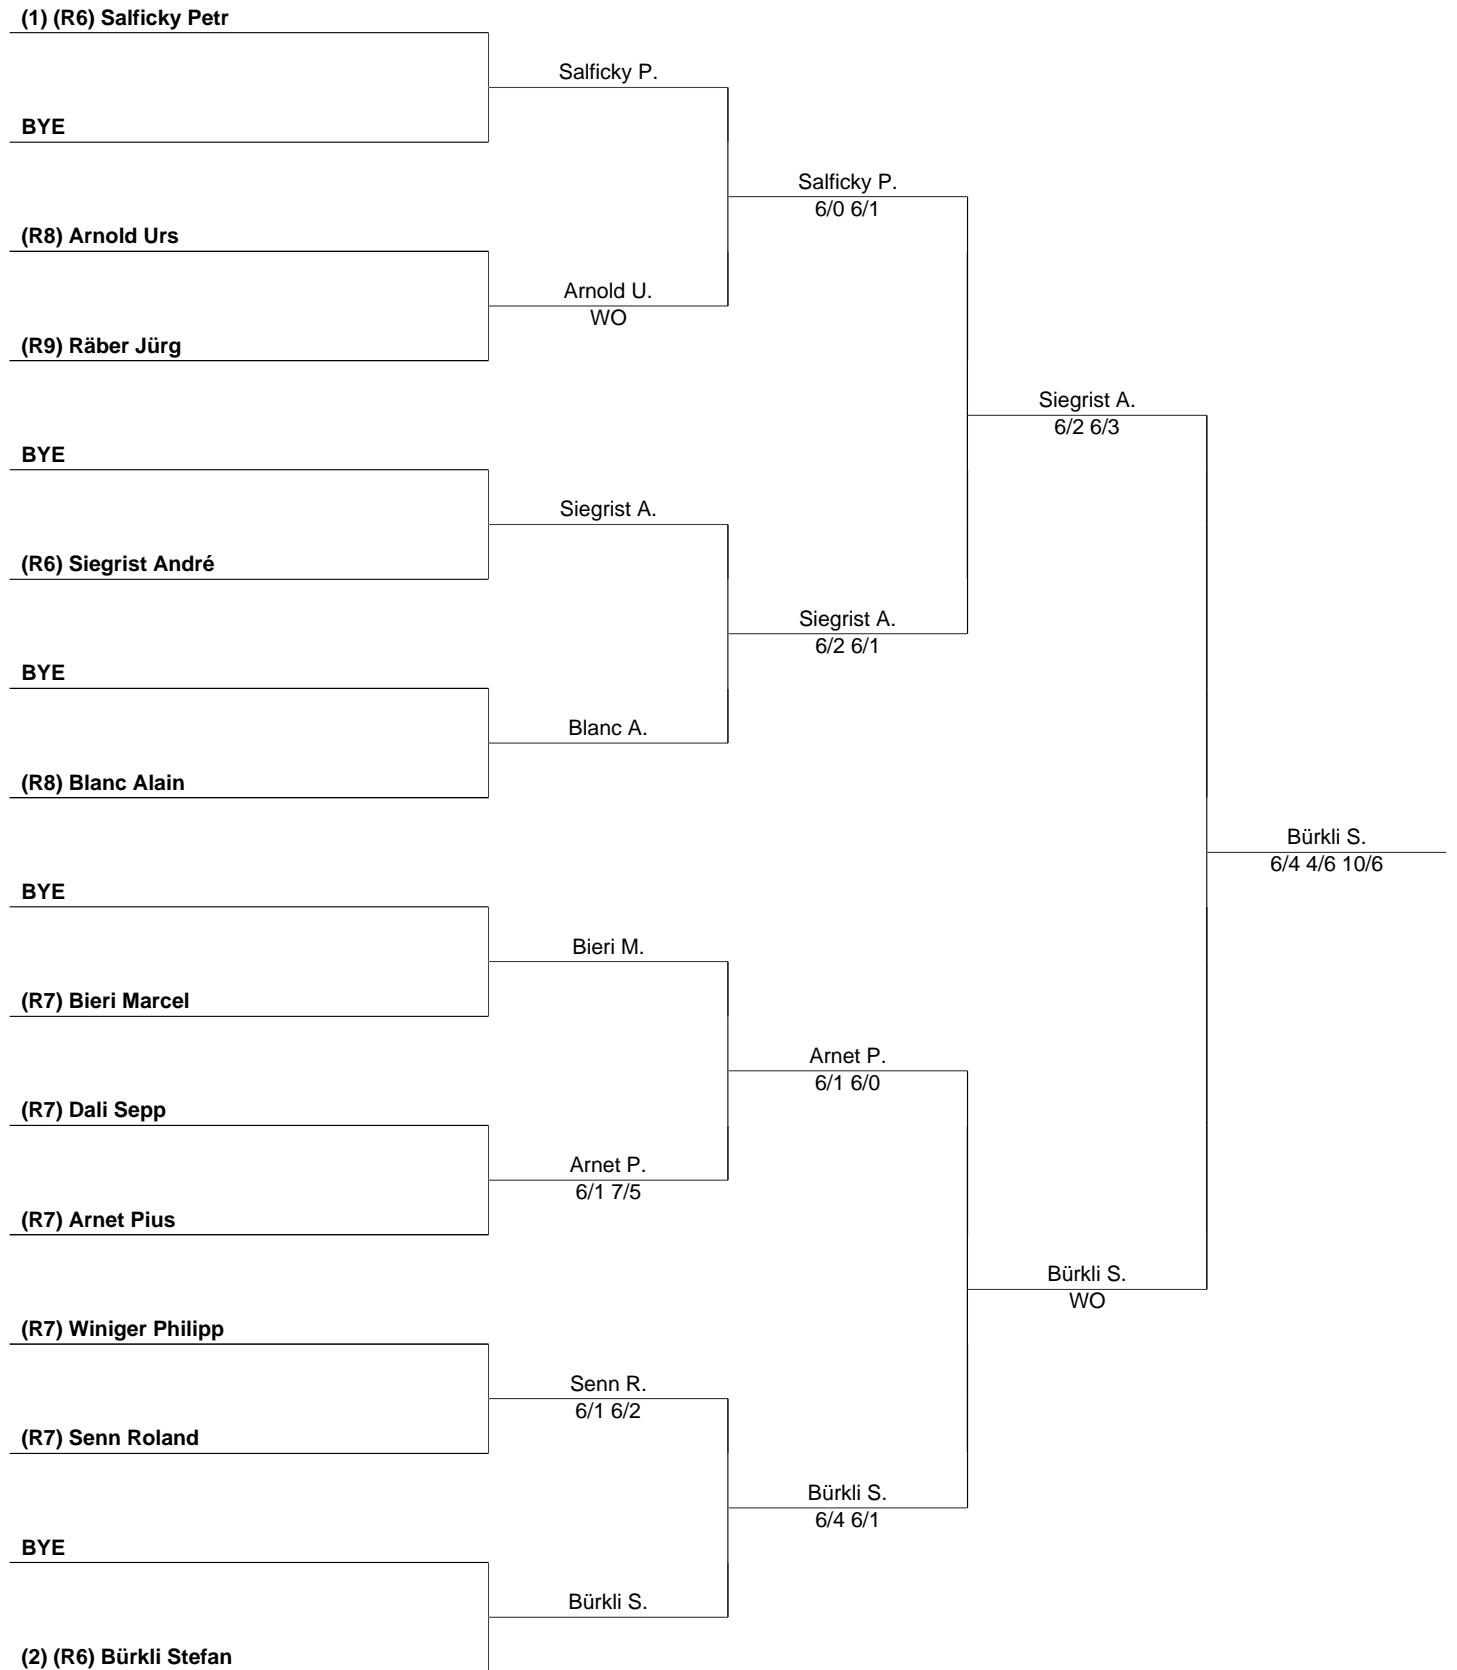 (1) (R6) Salficky Petr
Salficky P.
BYE
Salficky P.
6/0 6/1
(R8) Arnold Urs
Arnold U.
WO
(R9) Räber Jürg
Siegrist A.
6/2 6/3
BYE
Siegrist A.
(R6) Siegrist André
Siegrist A.
6/2 6/1
BYE
Blanc A.
(R8) Blanc Alain
Bürkli S.
6/4 4/6 10/6
BYE
Bieri M.
(R7) Bieri Marcel
Arnet P.
6/1 6/0
(R7) Dali Sepp
Arnet P.
6/1 7/5
(R7) Arnet Pius
Bürkli S.
WO
(R7) Winiger Philipp
Senn R.
6/1 6/2
(R7) Senn Roland
Bürkli S.
6/4 6/1
BYE
Bürkli S.
(2) (R6) Bürkli Stefan